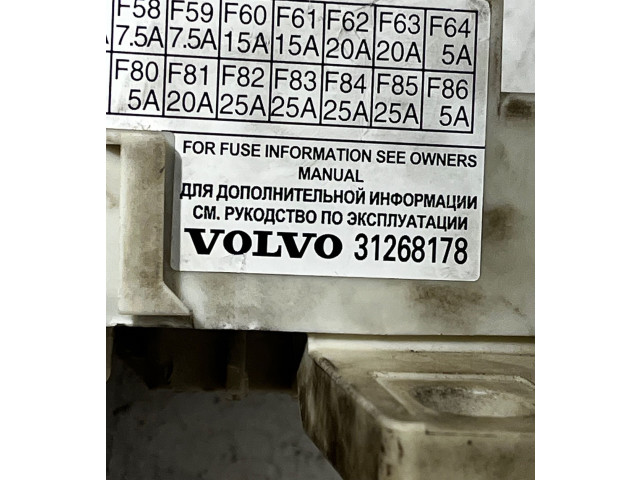 F58 F59 F60 F61 F62 F63 F64
7.5A 7.5A 15A 15A 20A 20A 5A
F80 F81 F82 F83 F84 F85 F86
5A 20A 25A 25A 25A 25A 5A
FOR FUSE INFORMATION SEE OWNERS
MANUAL
ДЛЯ ДОПОЛНИТЕЛЬНОЙ ИНФОРМАЦИИ
СМ. РУКОДСТВО ПО ЭКСПЛУАТАЦИИ
VOLVO 31268178